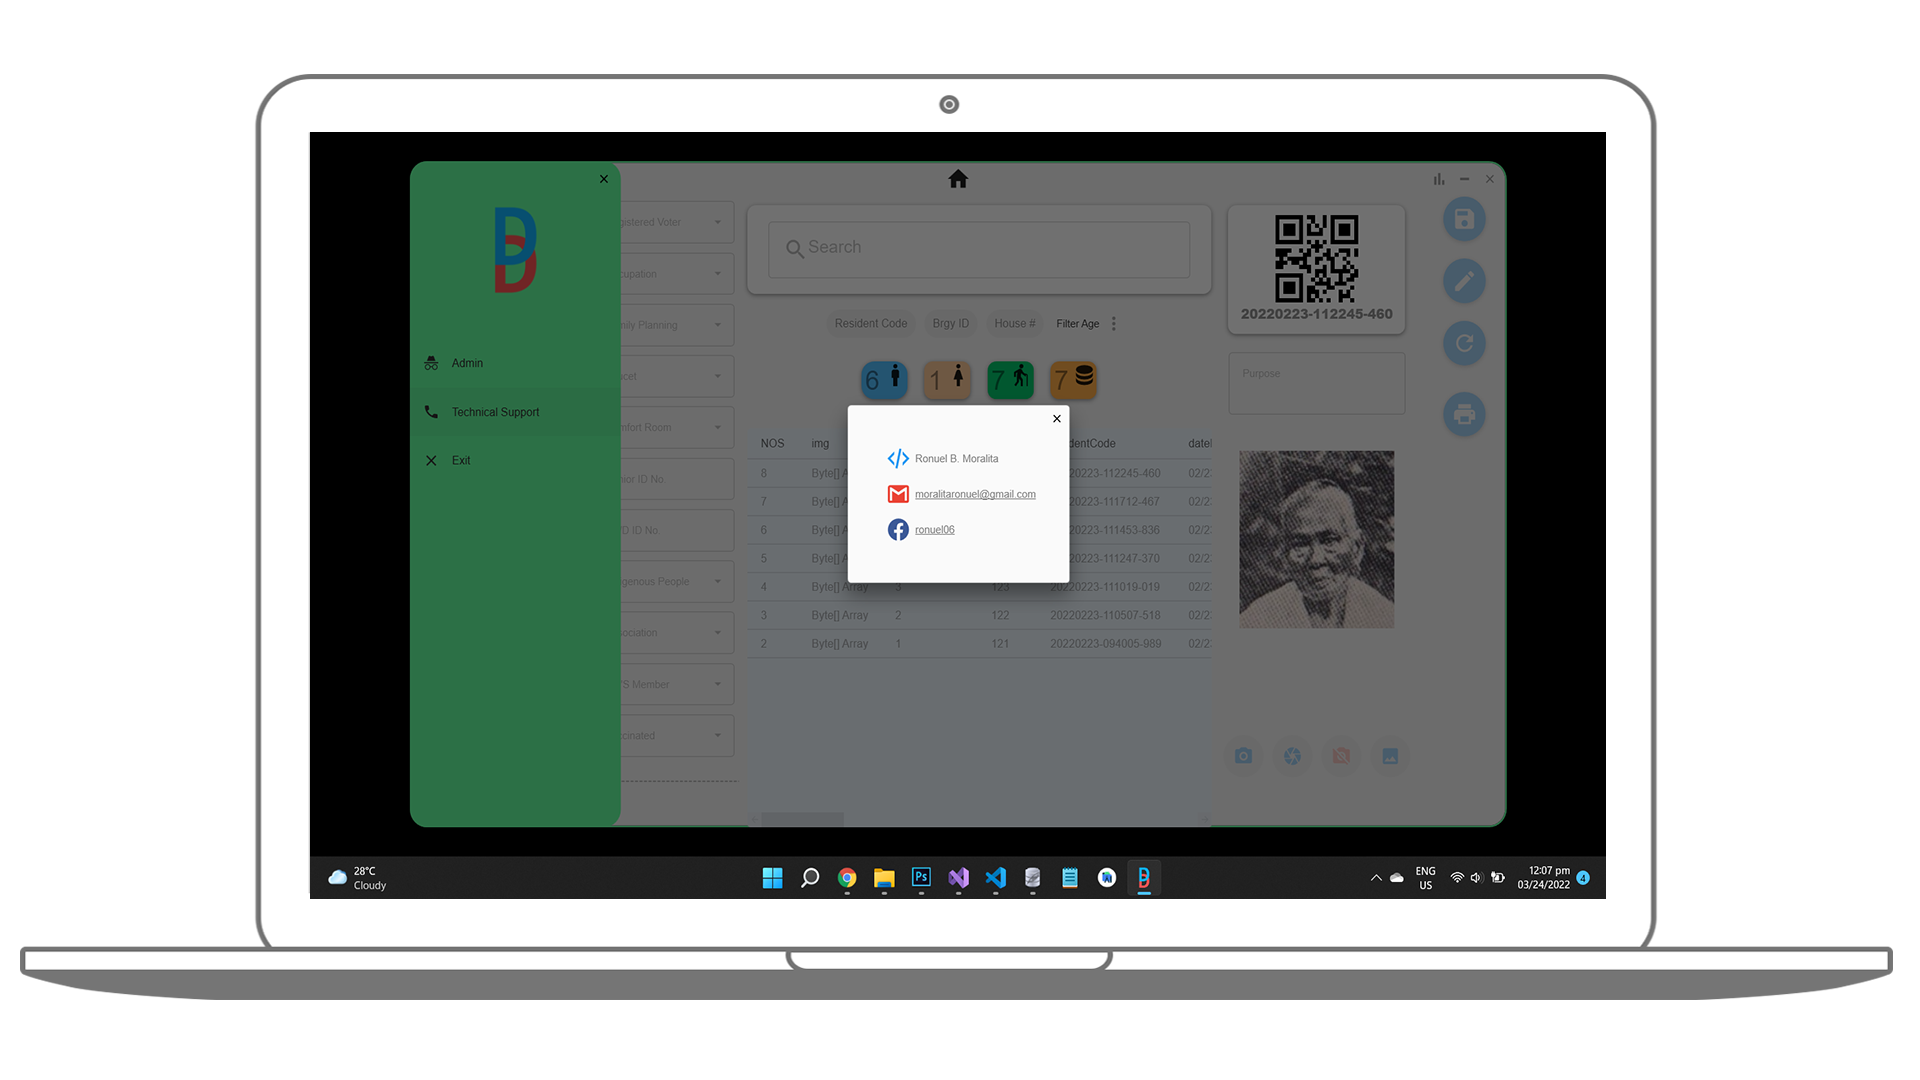 Admin
Technical Support
Exit
gistered Voter
cupation
mily Planning
cet
mfort Room
nior ID No
D ID No
genous People
ociation
'S Member
cinated
Search
Resident Code
Brgy ID
House #
Filter Age
6
1
7
7
NOS img dentCode date
8 Byte[] A 20223-112245-460 02/2
7 Byte[] A 20223-111712-467 02/2
6 Byte[] A 20223-111453-836 02/2
5 Byte[] A 20223-111247-370 02/2
4 Byte[] Array 3 123 20220223-111019-019 02/2
3 Byte[] Array 2 122 20220223-110507-518 02/2
2 Byte[] Array 1 121 20220223-094005-989 02/2
Ronuel B. Moralita
moralitaronuel@gmail.com
ronuel06
20220223-112245-460
Purpose
28°C
Cloudy
Ps
ENG
US
12:07 pm
03/24/2022
4